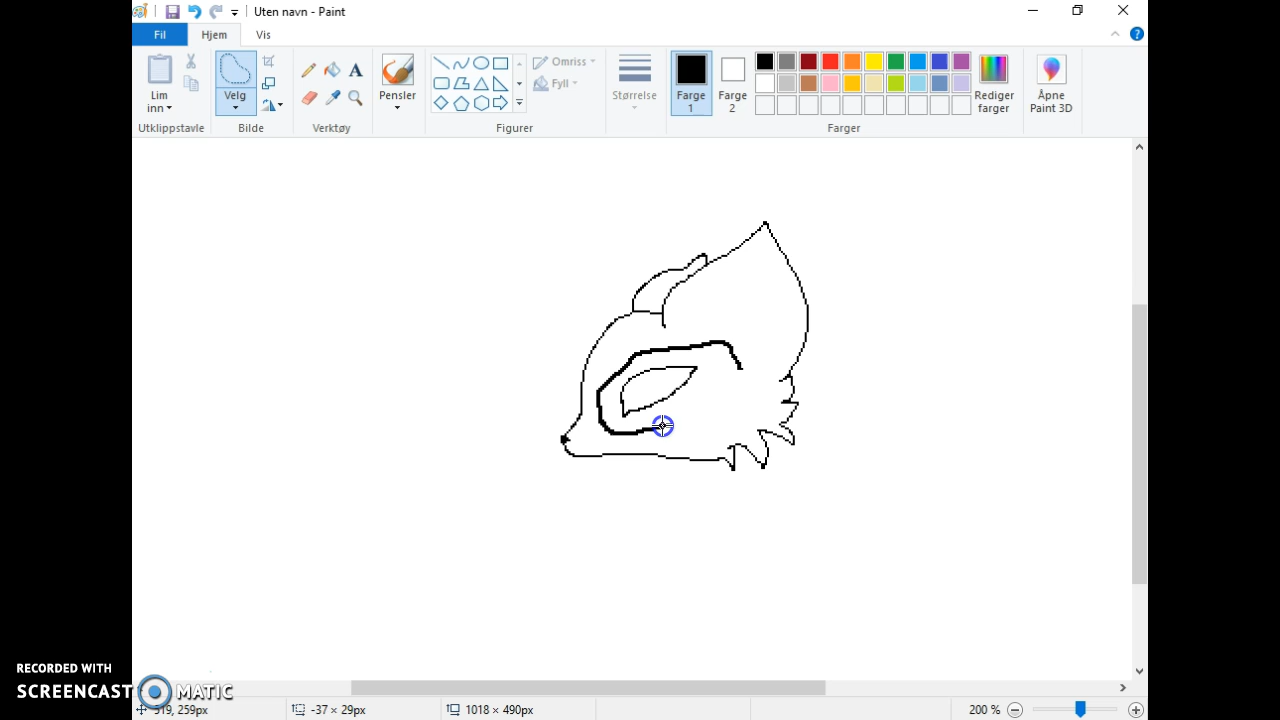 Uten navn - Paint
Fil Hjem Vis
Lim inn
Velg
Pensler
Omriss
Fyll
Størrelse
Farge 1
Farge 2
Rediger farger
Åpne Paint 3D
Utklippstavle Bilde Verktøy Figurer Farger
RECORDED WITH
SCREENCAST MATIC
519, 259px -37 × 29px 1018 × 490px 200 %